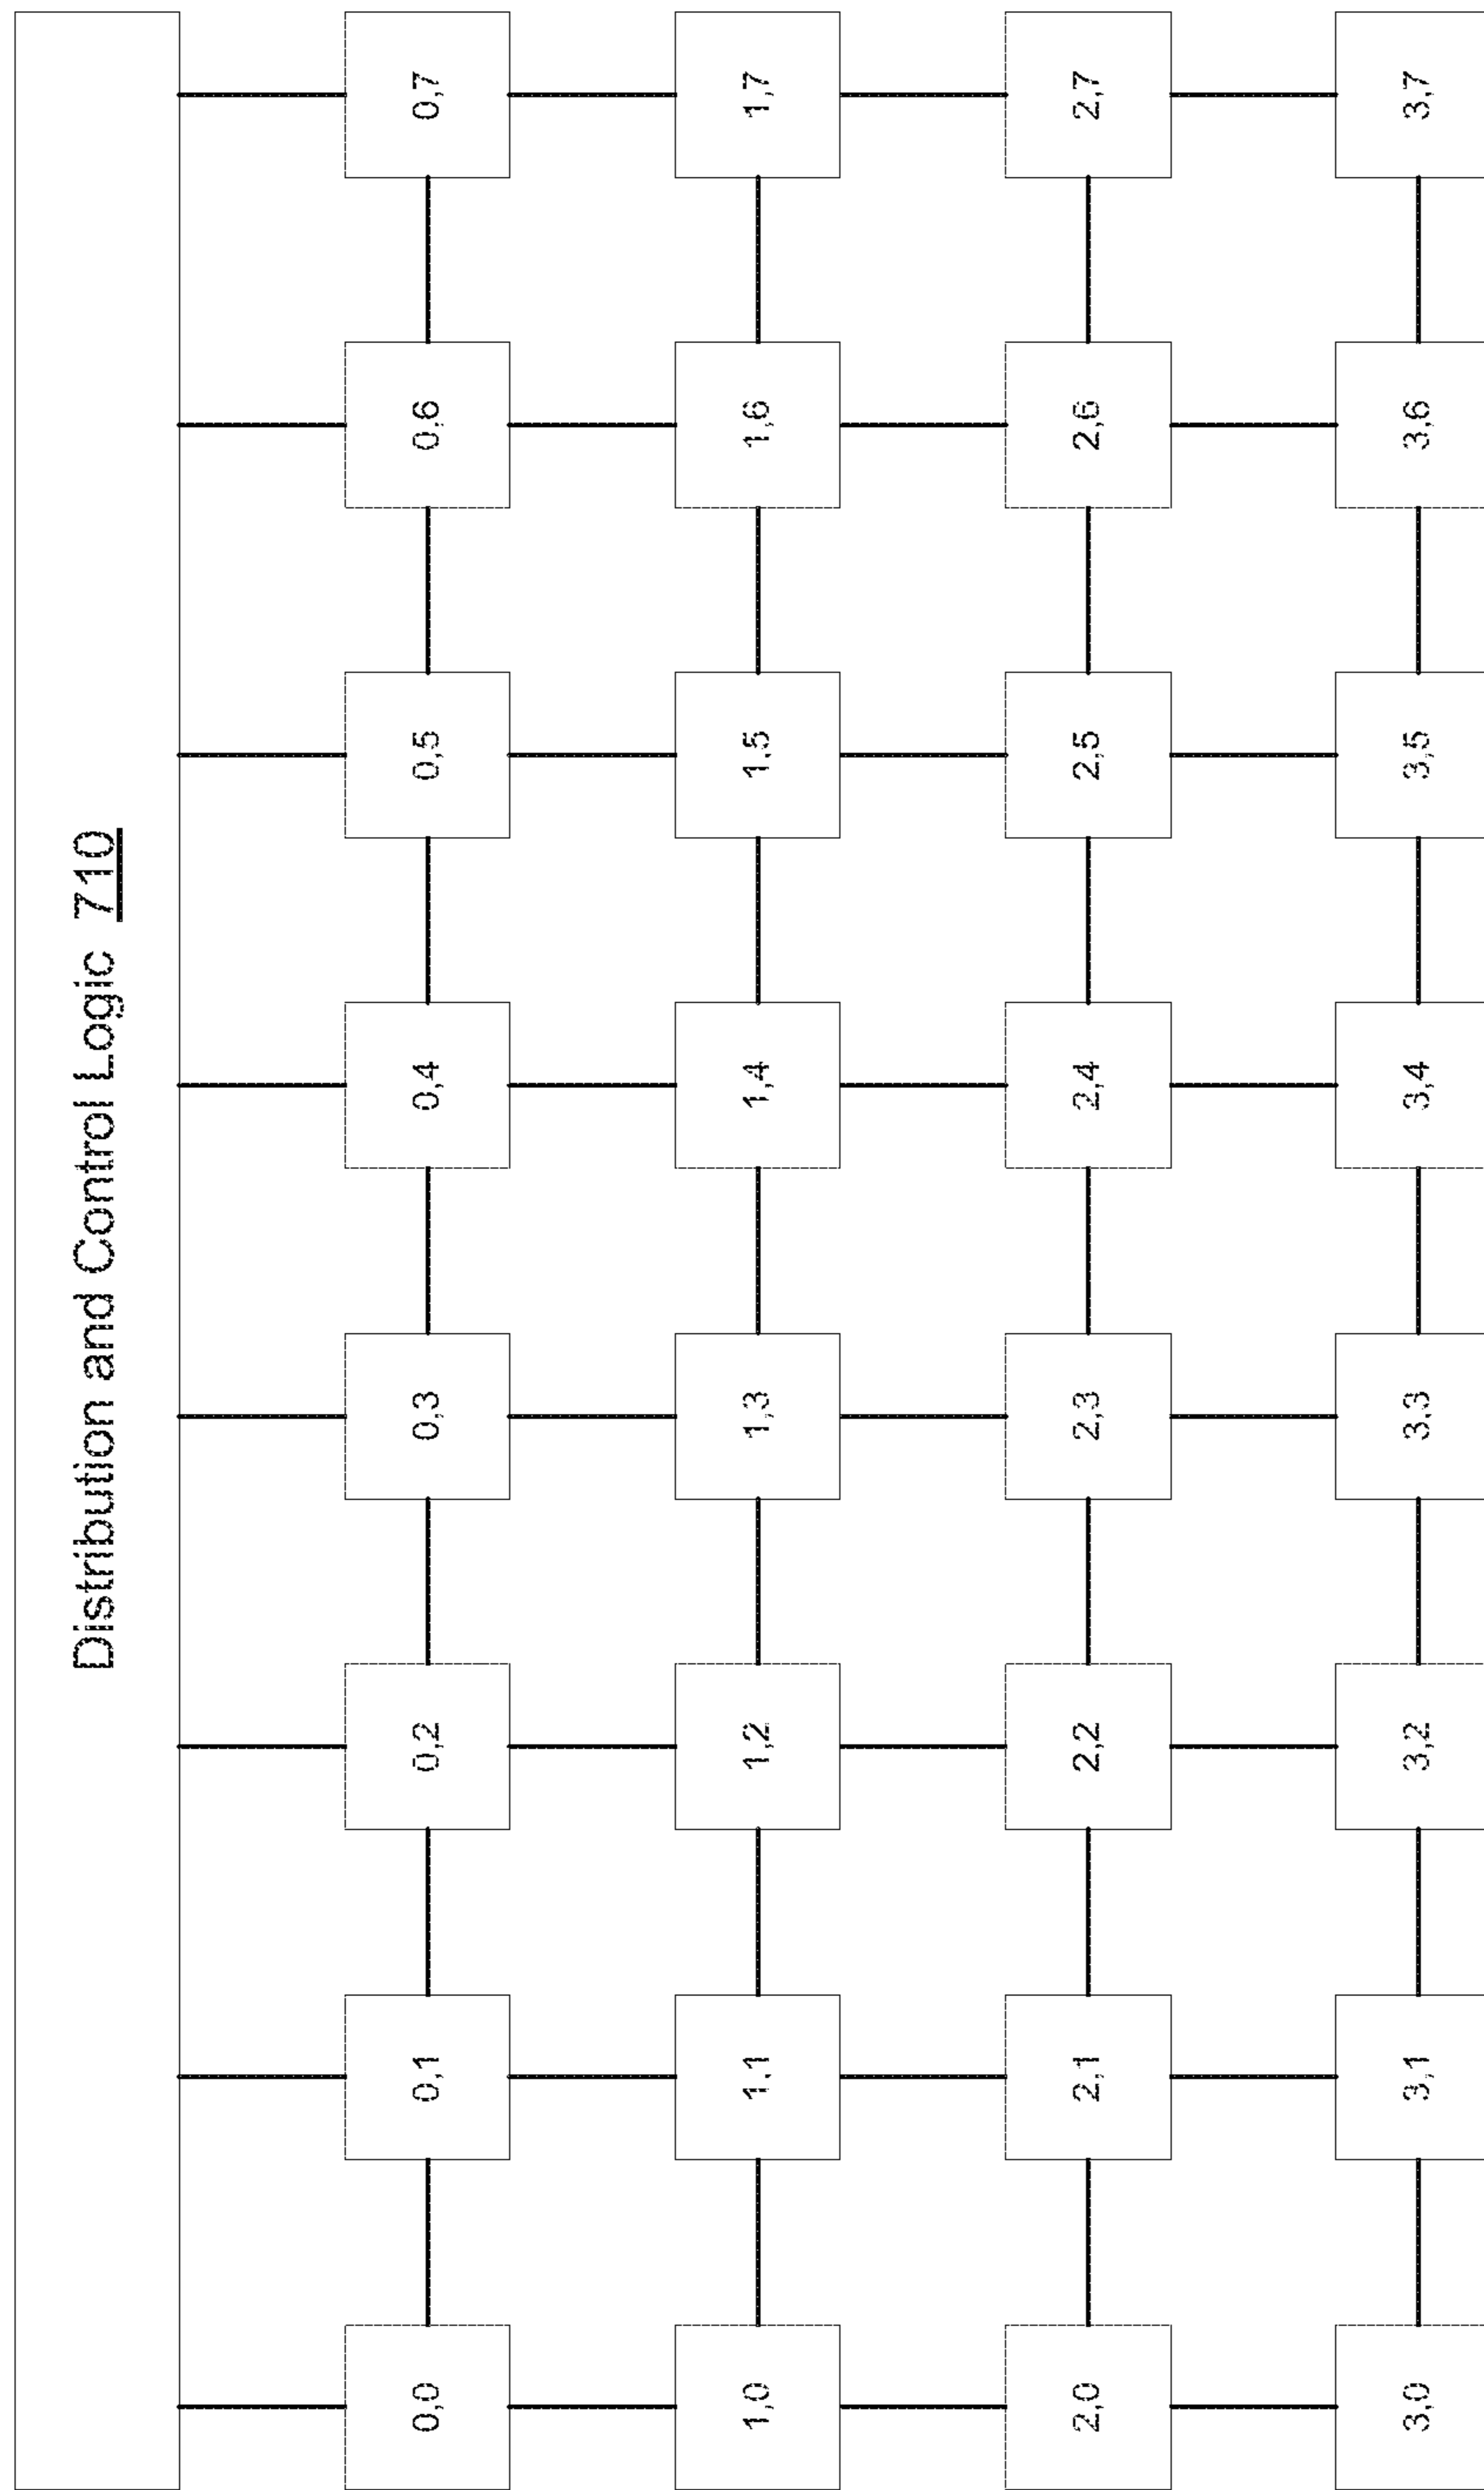 Distribution and Control Logic 710
0,0 0,1 0,2 0,3 0,4 0,5 0,6 0,7
1,0 1,1 1,2 1,3 1,4 1,5 1,6 1,7
2,0 2,1 2,2 2,3 2,4 2,5 2,6 2,7
3,0 3,1 3,2 3,3 3,4 3,5 3,6 3,7